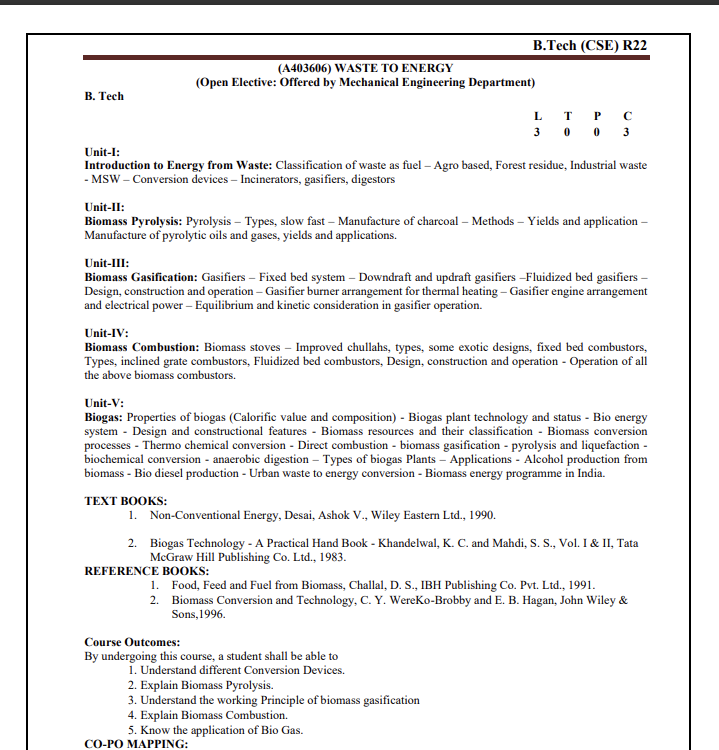 B.Tech (CSE) R22
(A403606) WASTE TO ENERGY
(Open Elective: Offered by Mechanical Engineering Department)
B. Tech
L T P C
3 0 0 3
Unit-I:
Introduction to Energy from Waste: Classification of waste as fuel – Agro based, Forest residue, Industrial waste
- MSW – Conversion devices – Incinerators, gasifiers, digestors
Unit-II:
Biomass Pyrolysis: Pyrolysis – Types, slow fast – Manufacture of charcoal – Methods – Yields and application –
Manufacture of pyrolytic oils and gases, yields and applications.
Unit-III:
Biomass Gasification: Gasifiers – Fixed bed system – Downdraft and updraft gasifiers –Fluidized bed gasifiers –
Design, construction and operation – Gasifier burner arrangement for thermal heating – Gasifier engine arrangement
and electrical power – Equilibrium and kinetic consideration in gasifier operation.
Unit-IV:
Biomass Combustion: Biomass stoves – Improved chullahs, types, some exotic designs, fixed bed combustors,
Types, inclined grate combustors, Fluidized bed combustors, Design, construction and operation - Operation of all
the above biomass combustors.
Unit-V:
Biogas: Properties of biogas (Calorific value and composition) - Biogas plant technology and status - Bio energy
system - Design and constructional features - Biomass resources and their classification - Biomass conversion
processes - Thermo chemical conversion - Direct combustion - biomass gasification - pyrolysis and liquefaction -
biochemical conversion - anaerobic digestion – Types of biogas Plants – Applications - Alcohol production from
biomass - Bio diesel production - Urban waste to energy conversion - Biomass energy programme in India.
TEXT BOOKS:
1. Non-Conventional Energy, Desai, Ashok V., Wiley Eastern Ltd., 1990.
2. Biogas Technology - A Practical Hand Book - Khandelwal, K. C. and Mahdi, S. S., Vol. I & II, Tata
McGraw Hill Publishing Co. Ltd., 1983.
REFERENCE BOOKS:
1. Food, Feed and Fuel from Biomass, Challal, D. S., IBH Publishing Co. Pvt. Ltd., 1991.
2. Biomass Conversion and Technology, C. Y. WereKo-Brobby and E. B. Hagan, John Wiley &
Sons,1996.
Course Outcomes:
By undergoing this course, a student shall be able to
1. Understand different Conversion Devices.
2. Explain Biomass Pyrolysis.
3. Understand the working Principle of biomass gasification
4. Explain Biomass Combustion.
5. Know the application of Bio Gas.
CO-PO MAPPING: